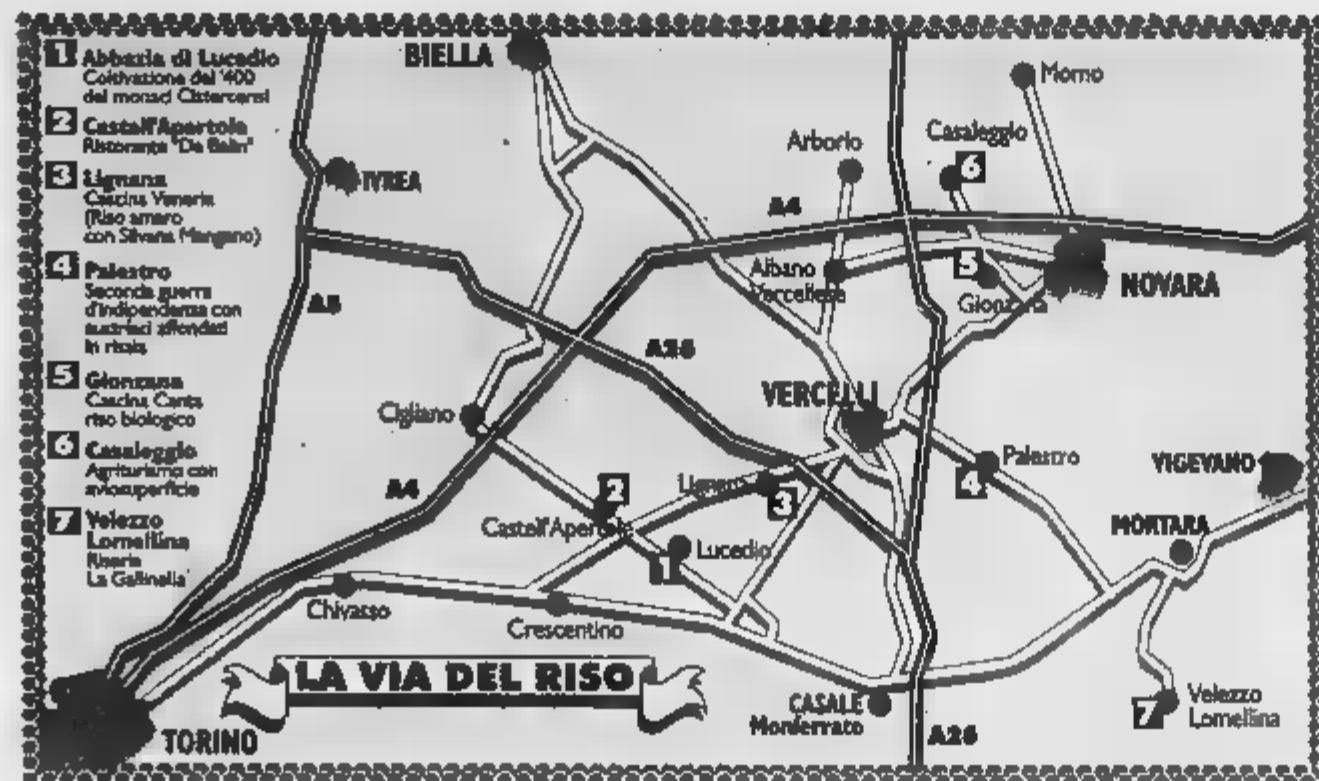 1 Abbazia di Lucedio
Coltivazione del '400
dei monaci Cistercensi
2 Castell'Apertole
Ristorante "Da Balin"
3 Lignana
Cascina Veneria
(Riso amaro
con Silvana Mangano)
4 Palestro
Seconda guerra
d'indipendenza con
austriaci affondati
in risaia
5 Gionzana
Cascina Canta
riso biologico
6 Casaleggio
Agriturismo con
aviosuperficie
7 Velezzo
Lomellina
Riseria
La Gallinella
BIELLA
Momo
Arborio
Casaleggio
6
IVREA
A4
Albano
Vercellese
5
Gionzana
NOVARA
A5
A26
VERCELLI
Cigliano
Palestro
4
VIGEVANO
A4
2
Castell'Apertole
3
MORTARA
Lucedio
1
Chivasso
Crescentino
LA VIA DEL RISO
CASALE
Monferrato
7
Velezzo
Lomellina
TORINO
A26